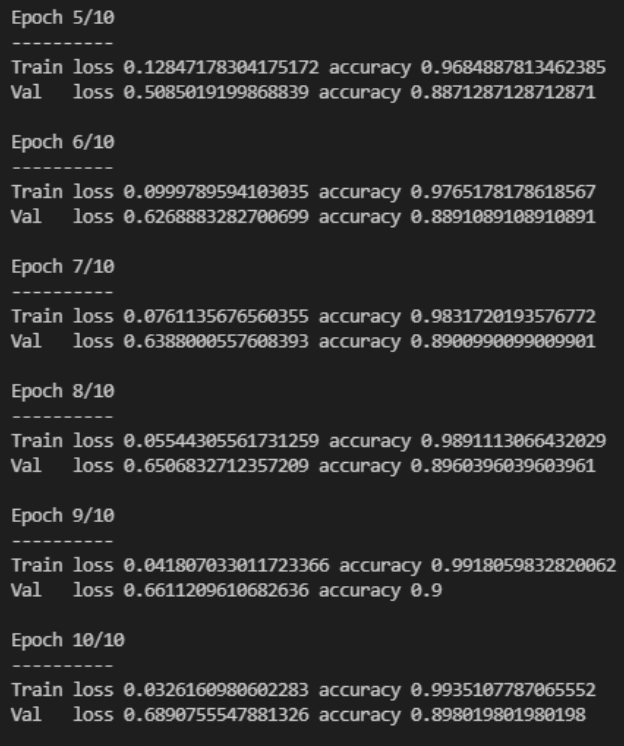 Epoch 5/10
----------
Train loss 0.12847178304175172 accuracy 0.9684887813462385
Val   loss 0.5085019199868839 accuracy 0.8871287128712871

Epoch 6/10
----------
Train loss 0.0999789594103035 accuracy 0.9765178178618567
Val   loss 0.6268883282700699 accuracy 0.8891089108910891

Epoch 7/10
----------
Train loss 0.0761135676560355 accuracy 0.9831720193576772
Val   loss 0.6388000557608393 accuracy 0.8900990099009901

Epoch 8/10
----------
Train loss 0.05544305561731259 accuracy 0.9891113066432029
Val   loss 0.6506832712357209 accuracy 0.8960396039603961

Epoch 9/10
----------
Train loss 0.041807033011723366 accuracy 0.9918059832820062
Val   loss 0.6611209610682636 accuracy 0.9

Epoch 10/10
----------
Train loss 0.0326160980602283 accuracy 0.9935107787065552
Val   loss 0.6890755547881326 accuracy 0.898019801980198